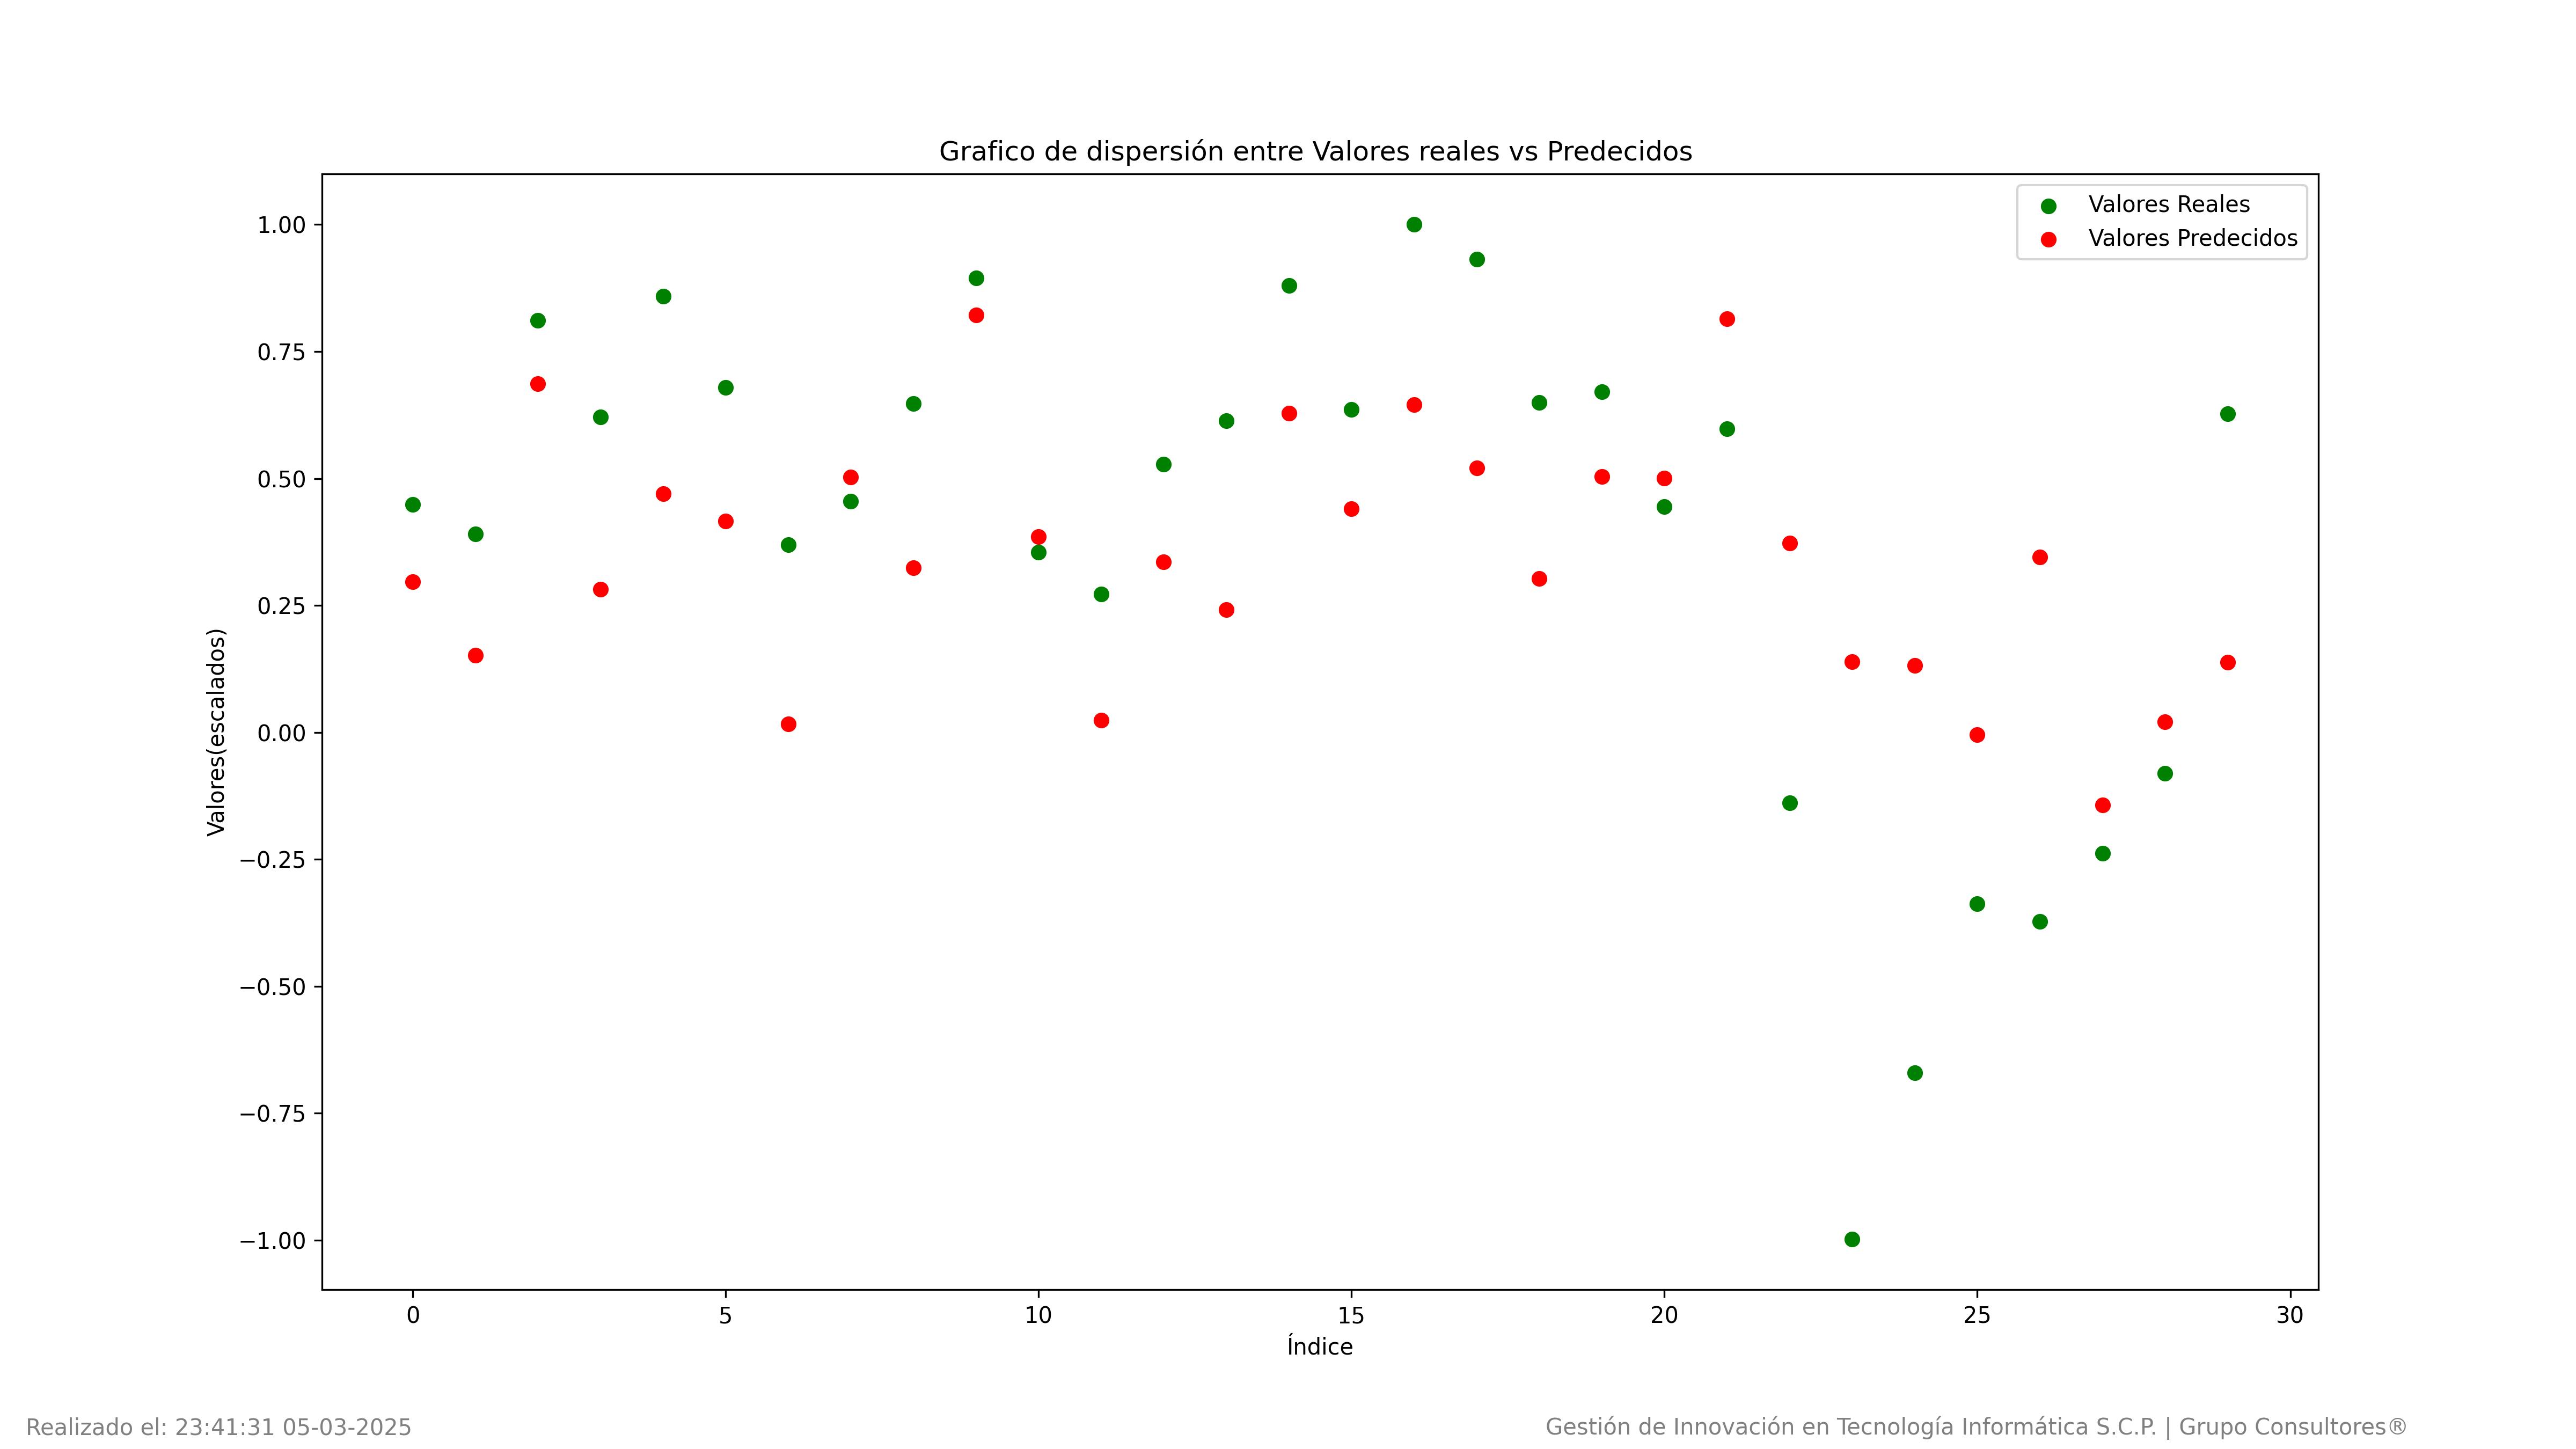 Grafico de dispersión entre Valores reales vs Predecidos
Valores Reales
Valores Predecidos
1.00
0.75
0.50
0.25
0.00
−0.25
−0.50
−0.75
−1.00
Valores(escalados)
0 5 10 15 20 25 30
Índice
Realizado el: 23:41:31 05-03-2025
Gestión de Innovación en Tecnología Informática S.C.P. | Grupo Consultores®